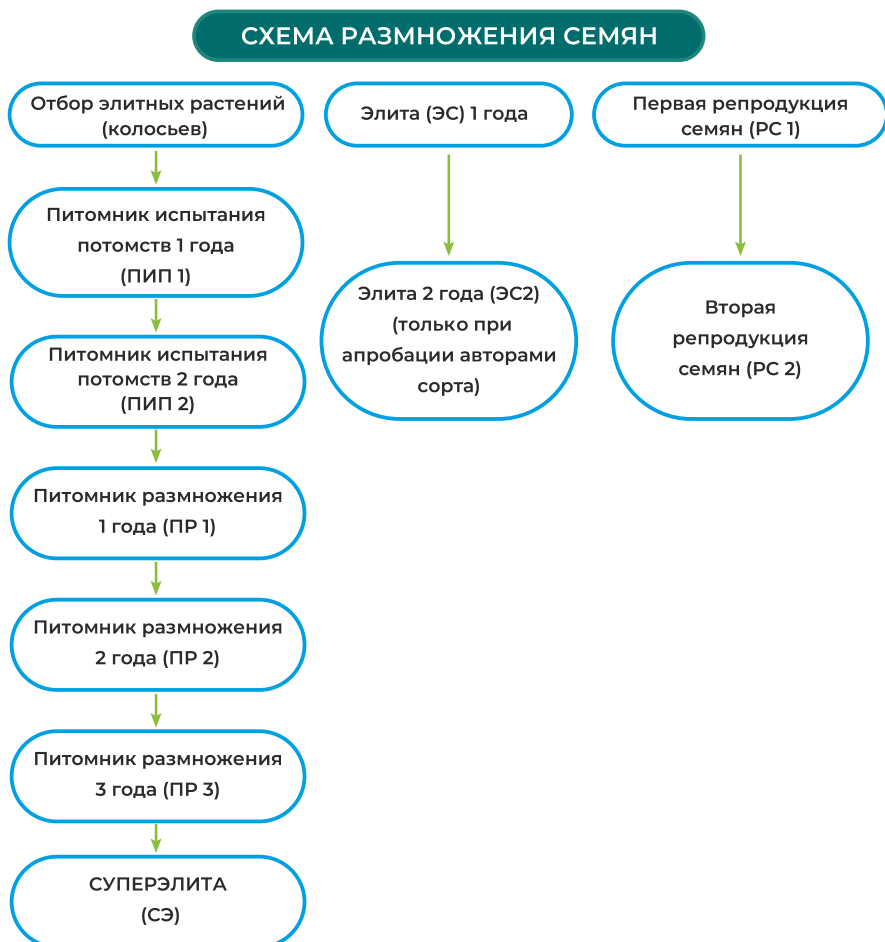 СХЕМА РАЗМНОЖЕНИЯ СЕМЯН
Отбор элитных растений
(колосьев)
Питомник испытания
потомств 1 года
(ПИП 1)
Питомник испытания
потомств 2 года
(ПИП 2)
Питомник размножения
1 года (ПР 1)
Питомник размножения
2 года (ПР 2)
Питомник размножения
3 года (ПР 3)
СУПЕРЭЛИТА
(СЭ)
Элита (ЭС) 1 года
Элита 2 года (ЭС2)
(только при
апробации авторами
сорта)
Первая репродукция
семян (РС 1)
Вторая
репродукция
семян (РС 2)